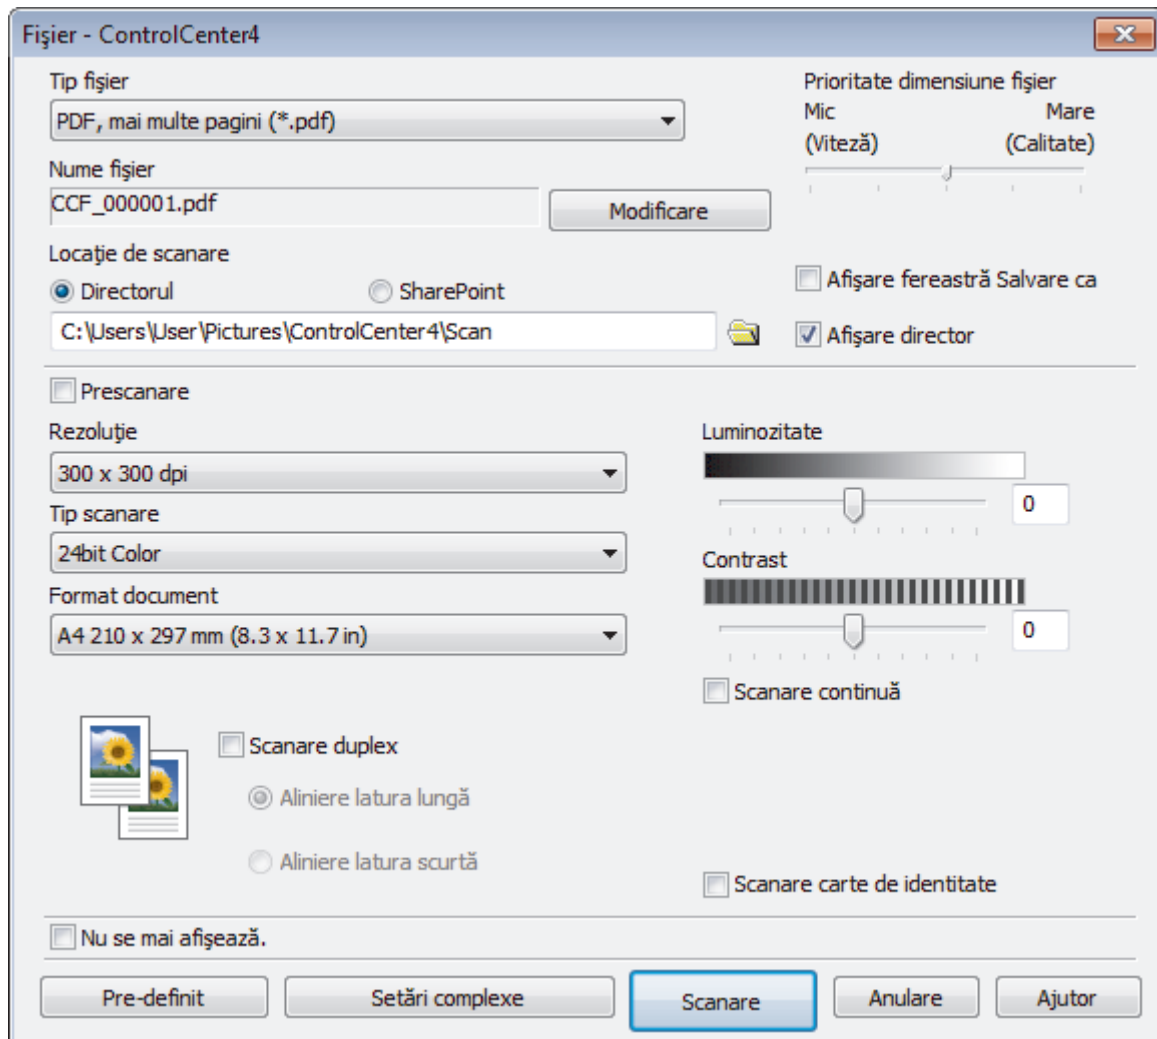 Fişier - ControlCenter4
Tip fişier
PDF, mai multe pagini (*.pdf)
Prioritate dimensiune fişier
Mic Mare
(Viteză) (Calitate)
Nume fişier
CCF_000001.pdf
Modificare
Locaţie de scanare
Directorul
SharePoint
C:\Users\User\Pictures\ControlCenter4\Scan
Afişare fereastră Salvare ca
Afişare director
Prescanare
Rezoluţie
300 x 300 dpi
Tip scanare
24bit Color
Format document
A4 210 x 297 mm (8.3 x 11.7 in)
Luminozitate
0
Contrast
0
Scanare continuă
Scanare duplex
Aliniere latura lungă
Aliniere latura scurtă
Scanare carte de identitate
Nu se mai afişează.
Pre-definit
Setări complexe
Scanare
Anulare
Ajutor